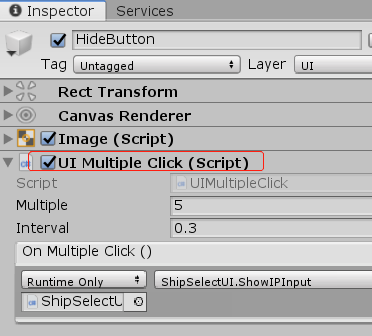 Inspector Services
HideButton
Tag Untagged Layer UI
Rect Transform
Canvas Renderer
Image (Script)
UI Multiple Click (Script)
Script UIMultipleClick
Multiple 5
Interval 0.3
On Multiple Click ()
Runtime Only ShipSelectUI.ShowIPInput
ShipSelectU